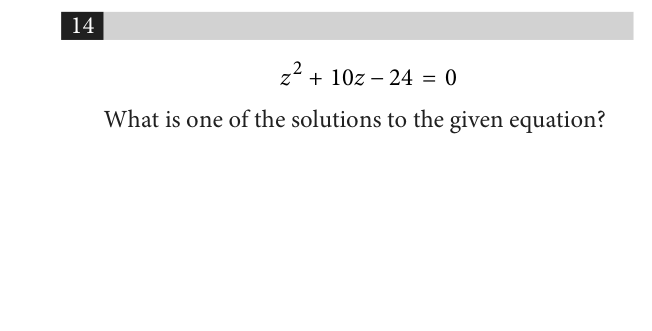 14
z² + 10z − 24 = 0
What is one of the solutions to the given equation?